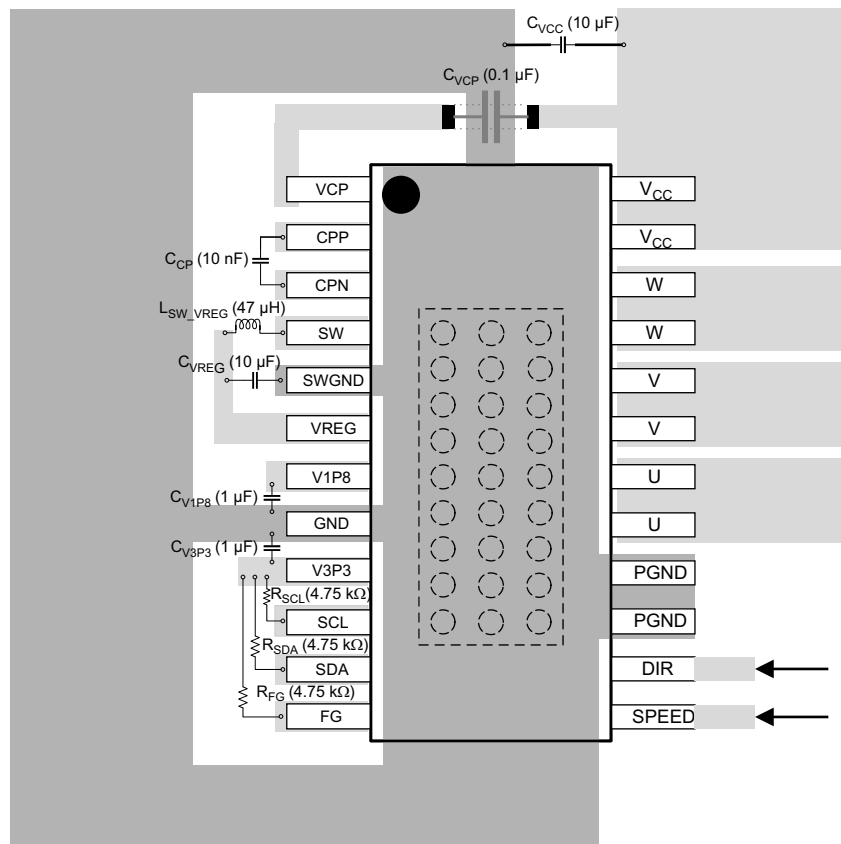 C_VCC (10 µF)
C_VCP (0.1 µF)
VCP
V_CC
CPP
V_CC
C_CP (10 nF)
CPN
W
L_SW_VREG (47 µH)
SW
W
C_VREG (10 µF)
SWGND
V
VREG
V
V1P8
U
C_V1P8 (1 µF)
GND
U
C_V3P3 (1 µF)
V3P3
PGND
R_SCL(4.75 kΩ)
SCL
PGND
R_SDA (4.75 kΩ)
SDA
DIR
R_FG (4.75 kΩ)
FG
SPEED